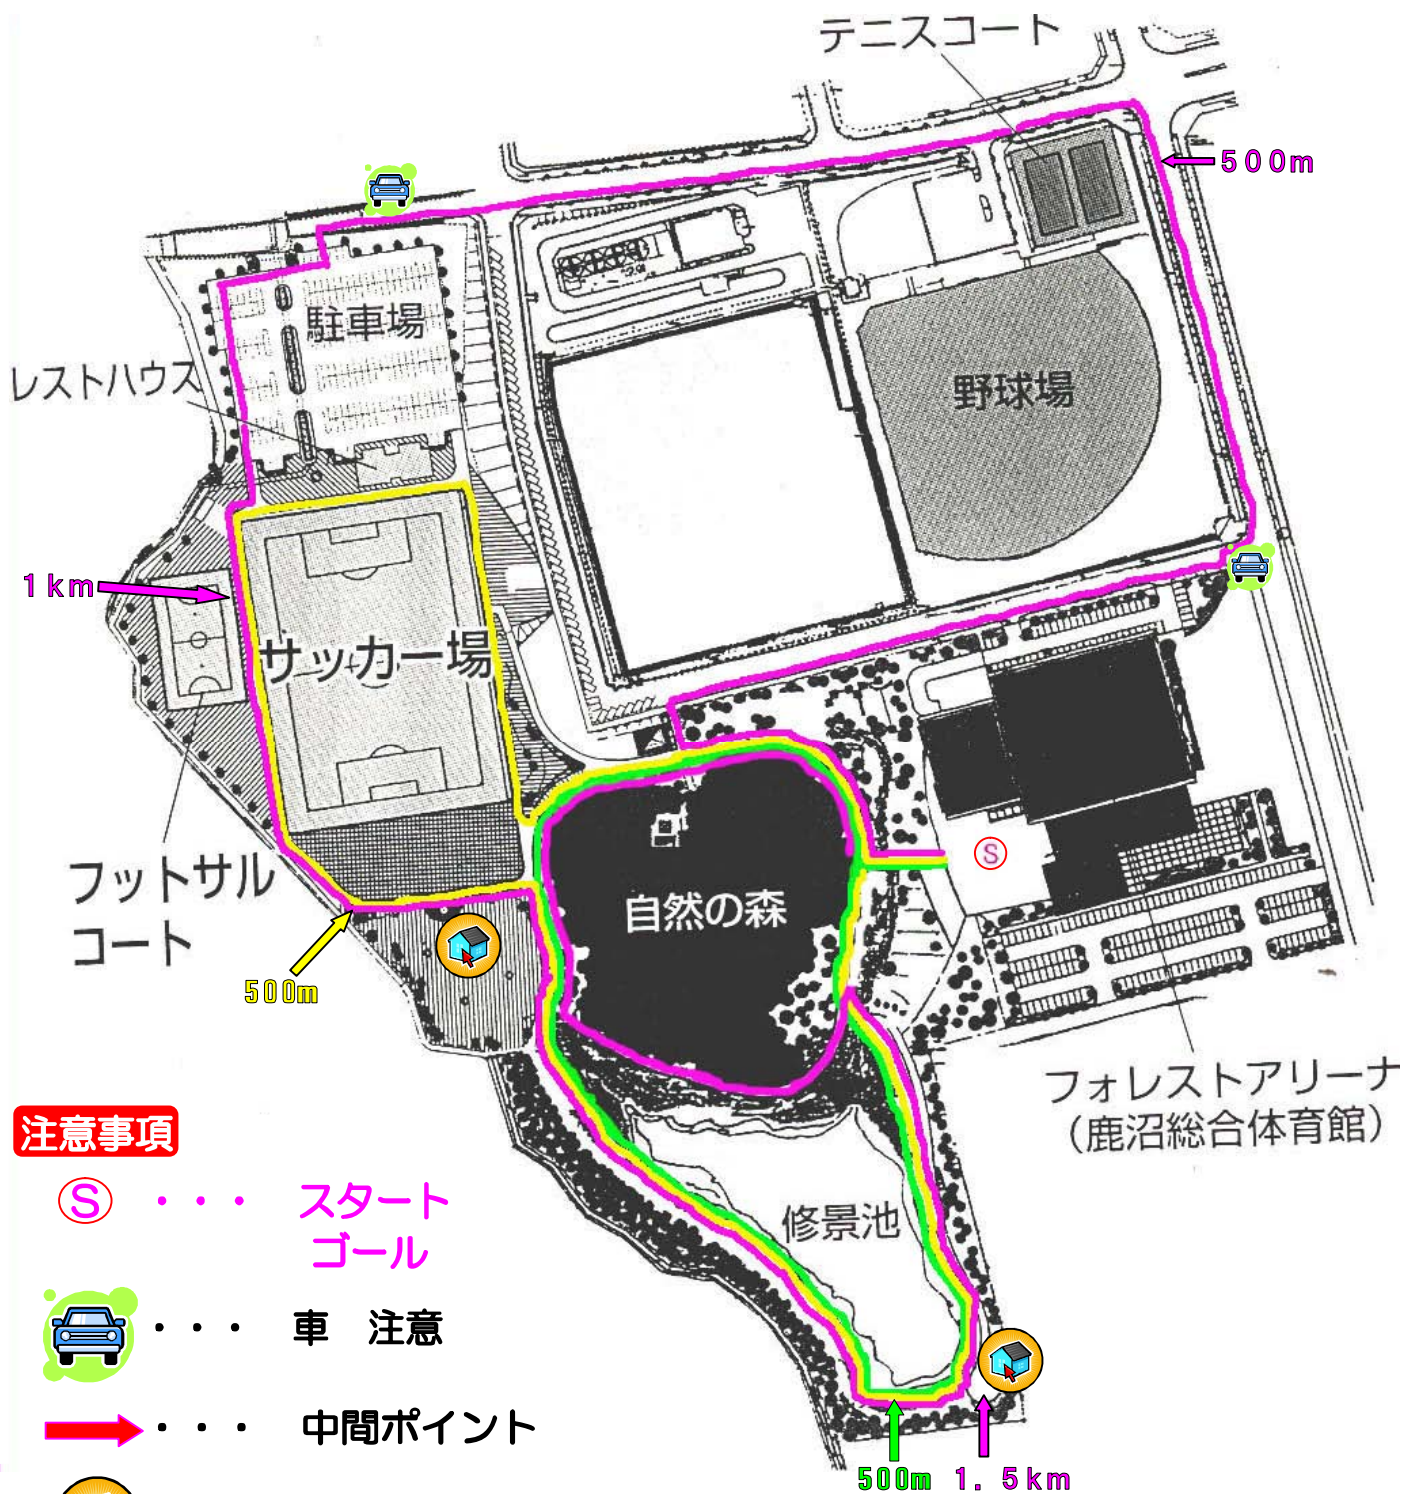 テニスコート
500m
駐車場
レストハウス
野球場
1km
サッカー場
フットサル
コート
500m
自然の森
Ⓢ
フォレストアリーナ
(鹿沼総合体育館)
修景池
500m
1.5km
注意事項
Ⓢ ・・・ スタート
ゴール
・・・ 車 注意
・・・ 中間ポイント